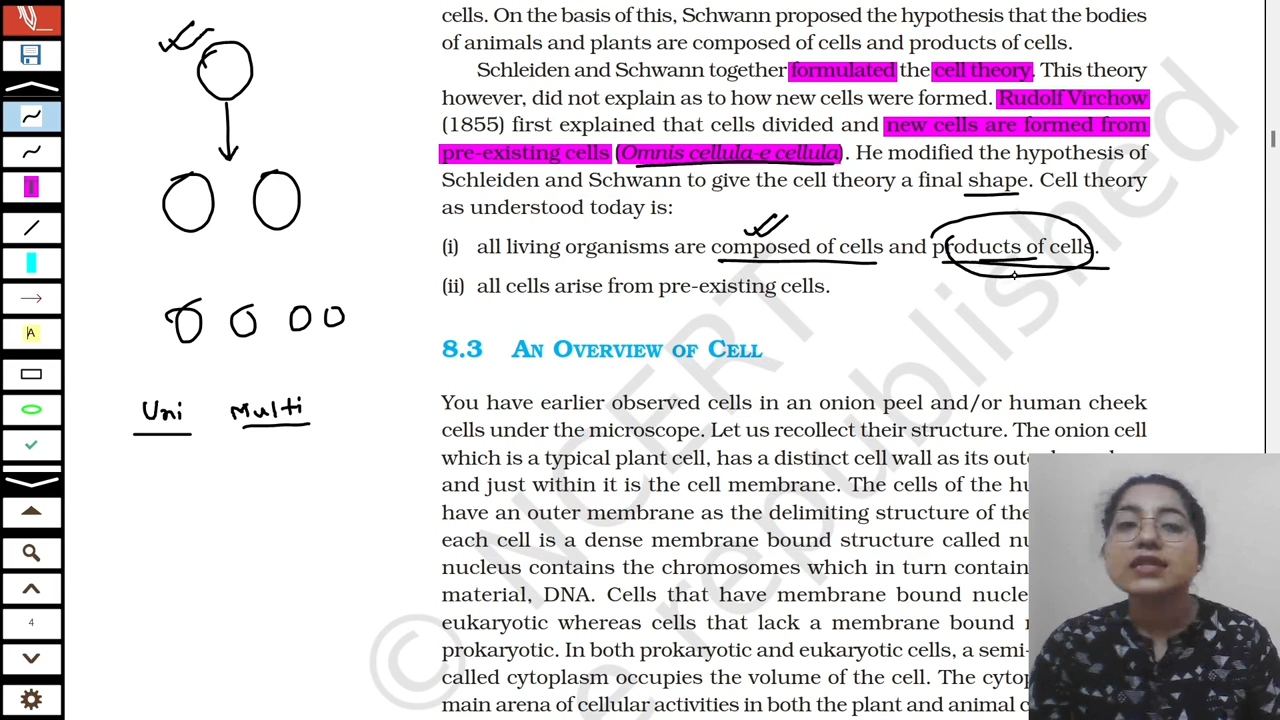 cells. On the basis of this, Schwann proposed the hypothesis that the bodies
of animals and plants are composed of cells and products of cells.
Schleiden and Schwann together formulated the cell theory. This theory
however, did not explain as to how new cells were formed. Rudolf Virchow
(1855) first explained that cells divided and new cells are formed from
pre-existing cells (Omnis cellula-e cellula). He modified the hypothesis of
Schleiden and Schwann to give the cell theory a final shape. Cell theory
as understood today is:
(i) all living organisms are composed of cells and products of cells.
(ii) all cells arise from pre-existing cells.
Uni Multi
8.3 AN OVERVIEW OF CELL
You have earlier observed cells in an onion peel and/or human cheek
cells under the microscope. Let us recollect their structure. The onion cell
which is a typical plant cell, has a distinct cell wall as its
and just within it is the cell membrane. The cells of the
have an outer membrane as the delimiting structure of the
each cell is a dense membrane bound structure called
nucleus contains the chromosomes which in turn contain
material, DNA. Cells that have membrane bound
eukaryotic whereas cells that lack a membrane bound
prokaryotic. In both prokaryotic and eukaryotic cells, a semi-
called cytoplasm occupies the volume of the cell. The
main arena of cellular activities in both the plant and animal
© NCERT
republished
A
4